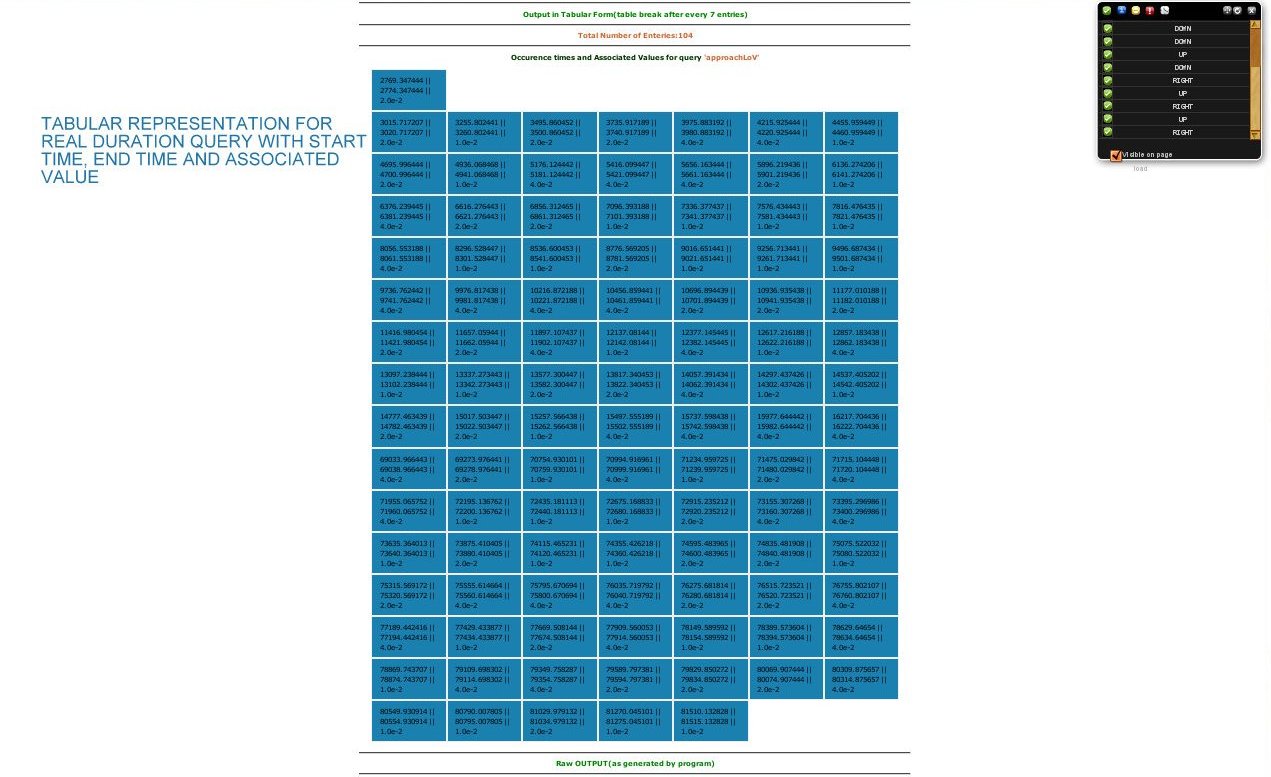 Output in Tabular Form(table break after every 7 entries)
Total Number of Enteries:104
Occurence times and Associated Values for query 'approachLoV'
TABULAR REPRESENTATION FOR
REAL DURATION QUERY WITH START
TIME, END TIME AND ASSOCIATED
VALUE
2769.347444 ||
2774.347444 ||
2.0e-2
3015.717207 || 3255.802441 || 3495.860452 || 3735.917189 || 3975.883192 || 4215.925444 || 4455.959449 ||
3020.717207 || 3260.802441 || 3500.860452 || 3740.917189 || 3980.883192 || 4220.925444 || 4460.959449 ||
2.0e-2 1.0e-2 2.0e-2 1.0e-2 4.0e-2 2.0e-2 1.0e-2
4695.996444 || 4936.068468 || 5176.124442 || 5416.099447 || 5656.163444 || 5896.219436 || 6136.274206 ||
4700.996444 || 4941.068468 || 5181.124442 || 5421.099447 || 5661.163444 || 5901.219436 || 6141.274206 ||
2.0e-2 1.0e-2 4.0e-2 4.0e-2 4.0e-2 2.0e-2 1.0e-2
6376.239445 || 6616.276443 || 6856.312465 || 7096.393188 || 7336.377437 || 7576.434443 || 7816.476435 ||
6381.239445 || 6621.276443 || 6861.312465 || 7101.393188 || 7341.377437 || 7581.434443 || 7821.476435 ||
4.0e-2 2.0e-2 2.0e-2 1.0e-2 1.0e-2 1.0e-2 1.0e-2
8056.553188 || 8296.528447 || 8536.600453 || 8776.569205 || 9016.651441 || 9256.713441 || 9496.687434 ||
8061.553188 || 8301.528447 || 8541.600453 || 8781.569205 || 9021.651441 || 9261.713441 || 9501.687434 ||
4.0e-2 1.0e-2 1.0e-2 2.0e-2 1.0e-2 1.0e-2 1.0e-2
9736.762442 || 9976.817438 || 10216.872188 || 10456.859441 || 10696.894439 || 10936.935438 || 11177.010188 ||
9741.762442 || 9981.817438 || 10221.872188 || 10461.859441 || 10701.894439 || 10941.935438 || 11182.010188 ||
4.0e-2 4.0e-2 4.0e-2 4.0e-2 2.0e-2 2.0e-2 2.0e-2
11416.980454 || 11657.05944 || 11897.107437 || 12137.08144 || 12377.145445 || 12617.216188 || 12857.183438 ||
11421.980454 || 11662.05944 || 11902.107437 || 12142.08144 || 12382.145445 || 12622.216188 || 12862.183438 ||
2.0e-2 2.0e-2 4.0e-2 1.0e-2 4.0e-2 1.0e-2 4.0e-2
13097.238444 || 13337.273443 || 13577.300447 || 13817.340453 || 14057.391434 || 14297.437426 || 14537.405202 ||
13102.238444 || 13342.273443 || 13582.300447 || 13822.340453 || 14062.391434 || 14302.437426 || 14542.405202 ||
1.0e-2 1.0e-2 2.0e-2 2.0e-2 4.0e-2 1.0e-2 1.0e-2
14777.463439 || 15017.503447 || 15257.566438 || 15497.555189 || 15737.598438 || 15977.644442 || 16217.704436 ||
14782.463439 || 15022.503447 || 15262.566438 || 15502.555189 || 15742.598438 || 15982.644442 || 16222.704436 ||
2.0e-2 2.0e-2 1.0e-2 4.0e-2 4.0e-2 4.0e-2 4.0e-2
69033.966443 || 69273.976441 || 70754.930101 || 70994.916961 || 71234.959725 || 71475.029842 || 71715.104448 ||
69038.966443 || 69278.976441 || 70759.930101 || 70999.916961 || 71239.959725 || 71480.029842 || 71720.104448 ||
4.0e-2 2.0e-2 1.0e-2 4.0e-2 1.0e-2 2.0e-2 4.0e-2
71955.065752 || 72195.136762 || 72435.181113 || 72675.168833 || 72915.235212 || 73155.307268 || 73395.296986 ||
71960.065752 || 72200.136762 || 72440.181113 || 72680.168833 || 72920.235212 || 73160.307268 || 73400.296986 ||
4.0e-2 1.0e-2 1.0e-2 1.0e-2 2.0e-2 4.0e-2 4.0e-2
73635.364013 || 73875.410405 || 74115.465231 || 74355.426218 || 74595.483965 || 74835.481908 || 75075.522032 ||
73640.364013 || 73880.410405 || 74120.465231 || 74360.426218 || 74600.483965 || 74840.481908 || 75080.522032 ||
1.0e-2 2.0e-2 1.0e-2 4.0e-2 2.0e-2 2.0e-2 1.0e-2
75315.569172 || 75555.614664 || 75795.670694 || 76035.719792 || 76275.681814 || 76515.723521 || 76755.802107 ||
75320.569172 || 75560.614664 || 75800.670694 || 76040.719792 || 76280.681814 || 76520.723521 || 76760.802107 ||
2.0e-2 4.0e-2 4.0e-2 4.0e-2 2.0e-2 2.0e-2 4.0e-2
77189.442416 || 77429.433877 || 77669.508144 || 77909.560053 || 78149.589592 || 78389.573604 || 78629.64654 ||
77194.442416 || 77434.433877 || 77674.508144 || 77914.560053 || 78154.589592 || 78394.573604 || 78634.64654 ||
4.0e-2 1.0e-2 2.0e-2 4.0e-2 1.0e-2 1.0e-2 4.0e-2
78869.743707 || 79109.698302 || 79349.758287 || 79589.797381 || 79829.850272 || 80069.907444 || 80309.875657 ||
78874.743707 || 79114.698302 || 79354.758287 || 79594.797381 || 79834.850272 || 80074.907444 || 80314.875657 ||
1.0e-2 4.0e-2 4.0e-2 2.0e-2 2.0e-2 2.0e-2 4.0e-2
80549.930914 || 80790.007805 || 81029.979132 || 81270.045101 || 81510.132828 ||
80554.930914 || 80795.007805 || 81034.979132 || 81275.045101 || 81515.132828 ||
1.0e-2 1.0e-2 2.0e-2 1.0e-2 1.0e-2
Raw OUTPUT(as generated by program)
DOWN
DOWN
UP
DOWN
RIGHT
UP
RIGHT
UP
RIGHT
Visible on page
load